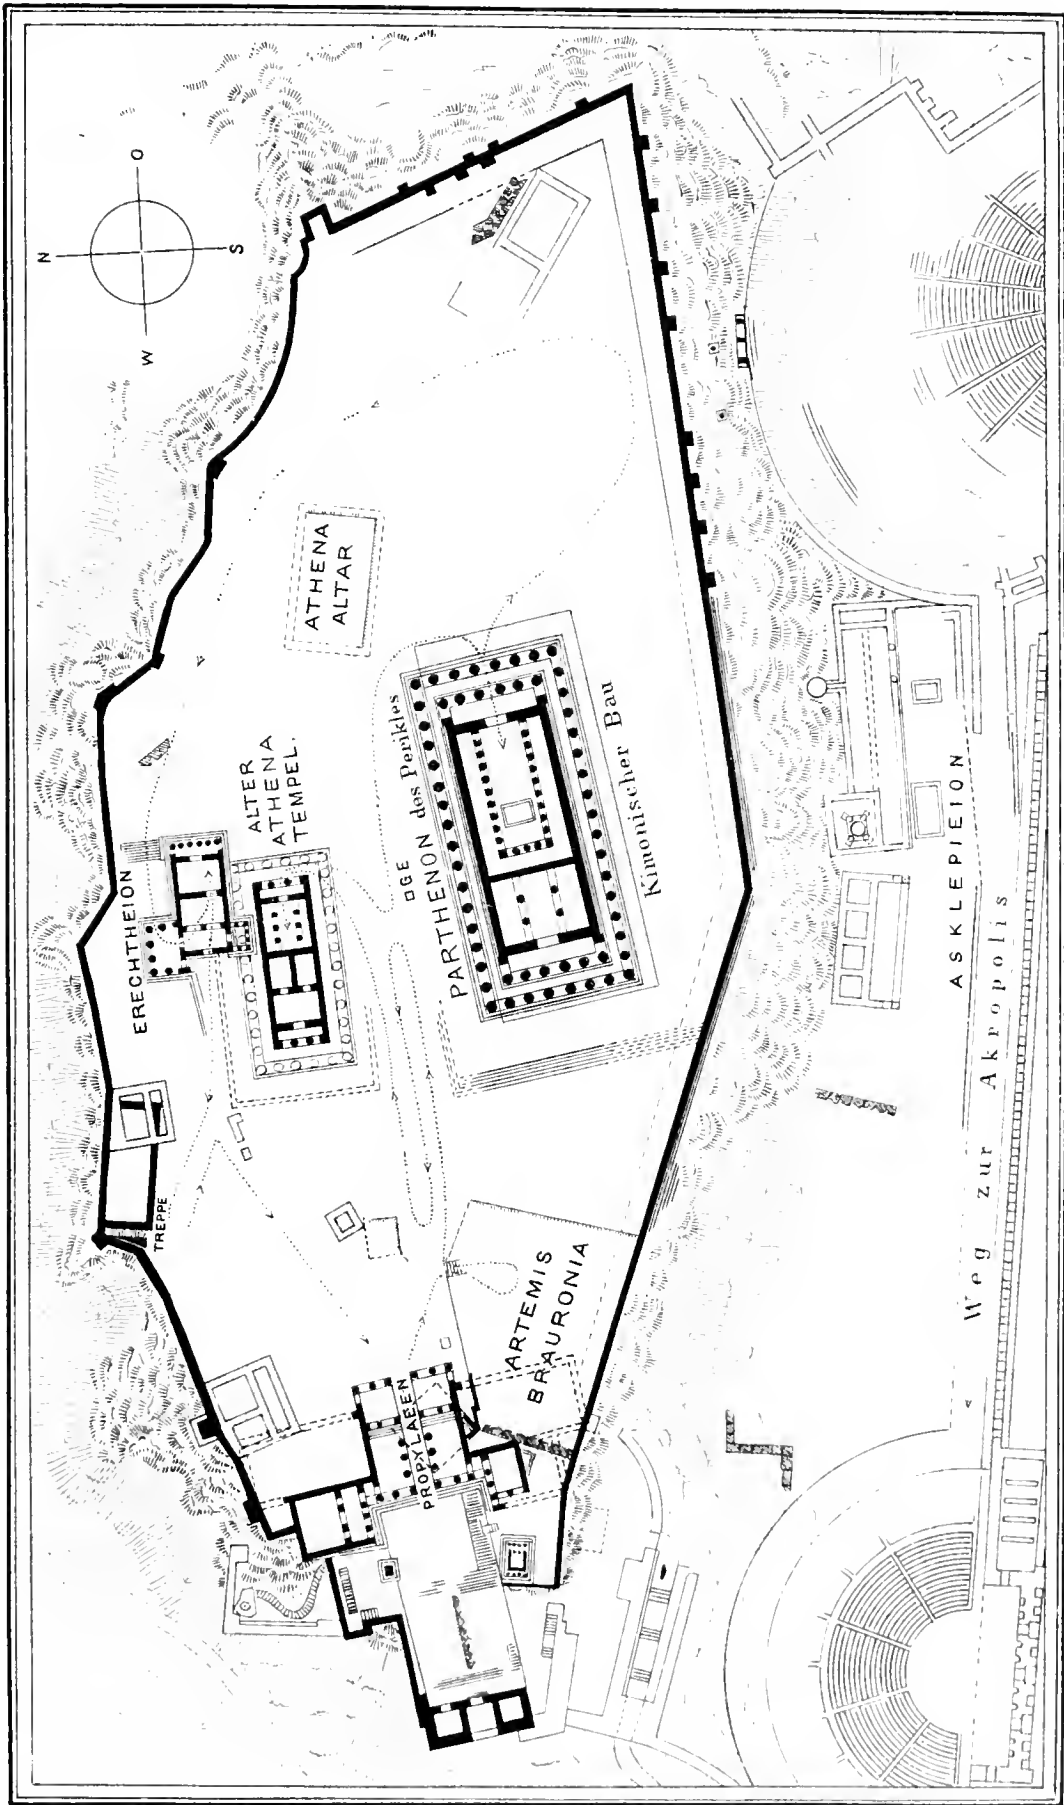 N
O
S
W
ATHENA
ALTAR
ERECHTHEION
ALTER
ATHENA
TEMPEL.
GE
PARTHENON des Perikles
Kimonischer Bau
TREPPE
ARTEMIS
BRAURONIA
PROPYLAEEN
ASKLEPIEION
Weg zur Akropolis